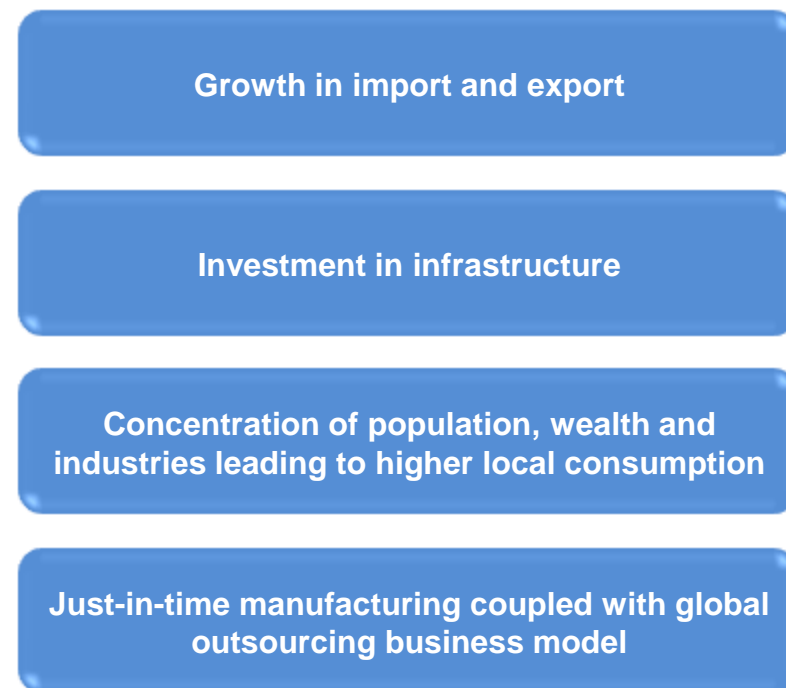 Growth in import and export
Investment in infrastructure
Concentration of population, wealth and
industries leading to higher local consumption
Just-in-time manufacturing coupled with global
outsourcing business model